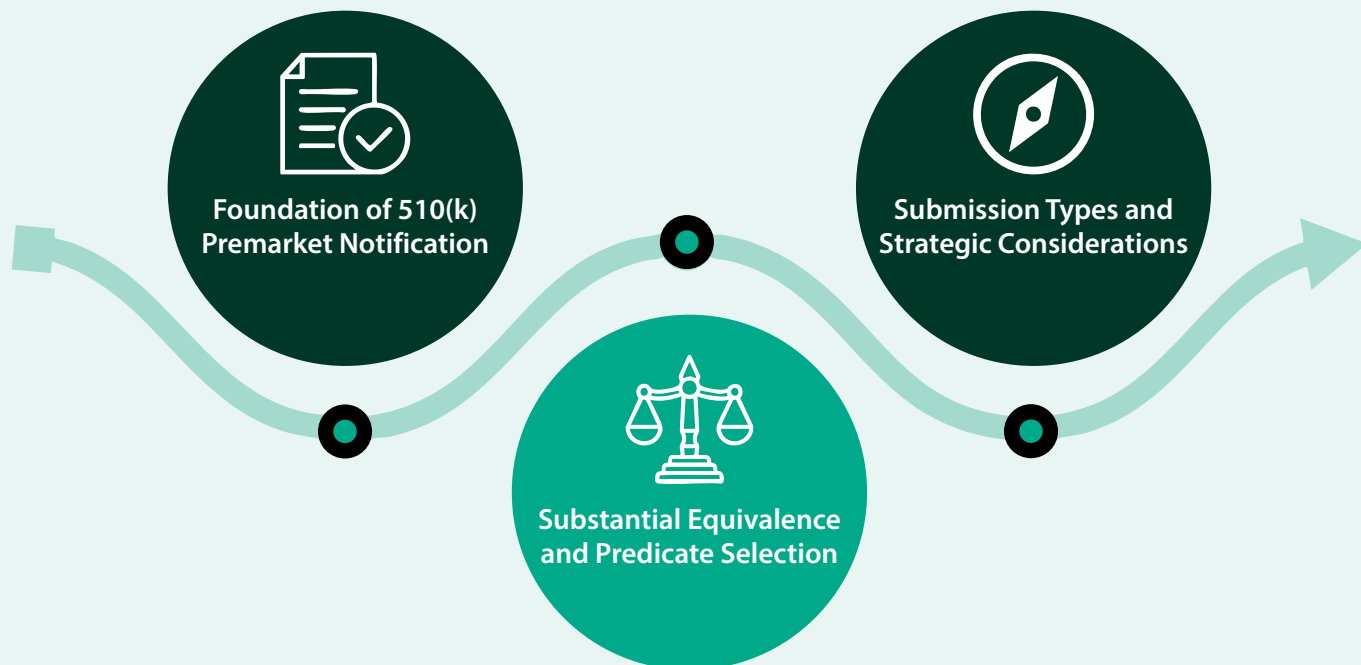 Foundation of 510(k)
Premarket Notification
Substantial Equivalence
and Predicate Selection
Submission Types and
Strategic Considerations